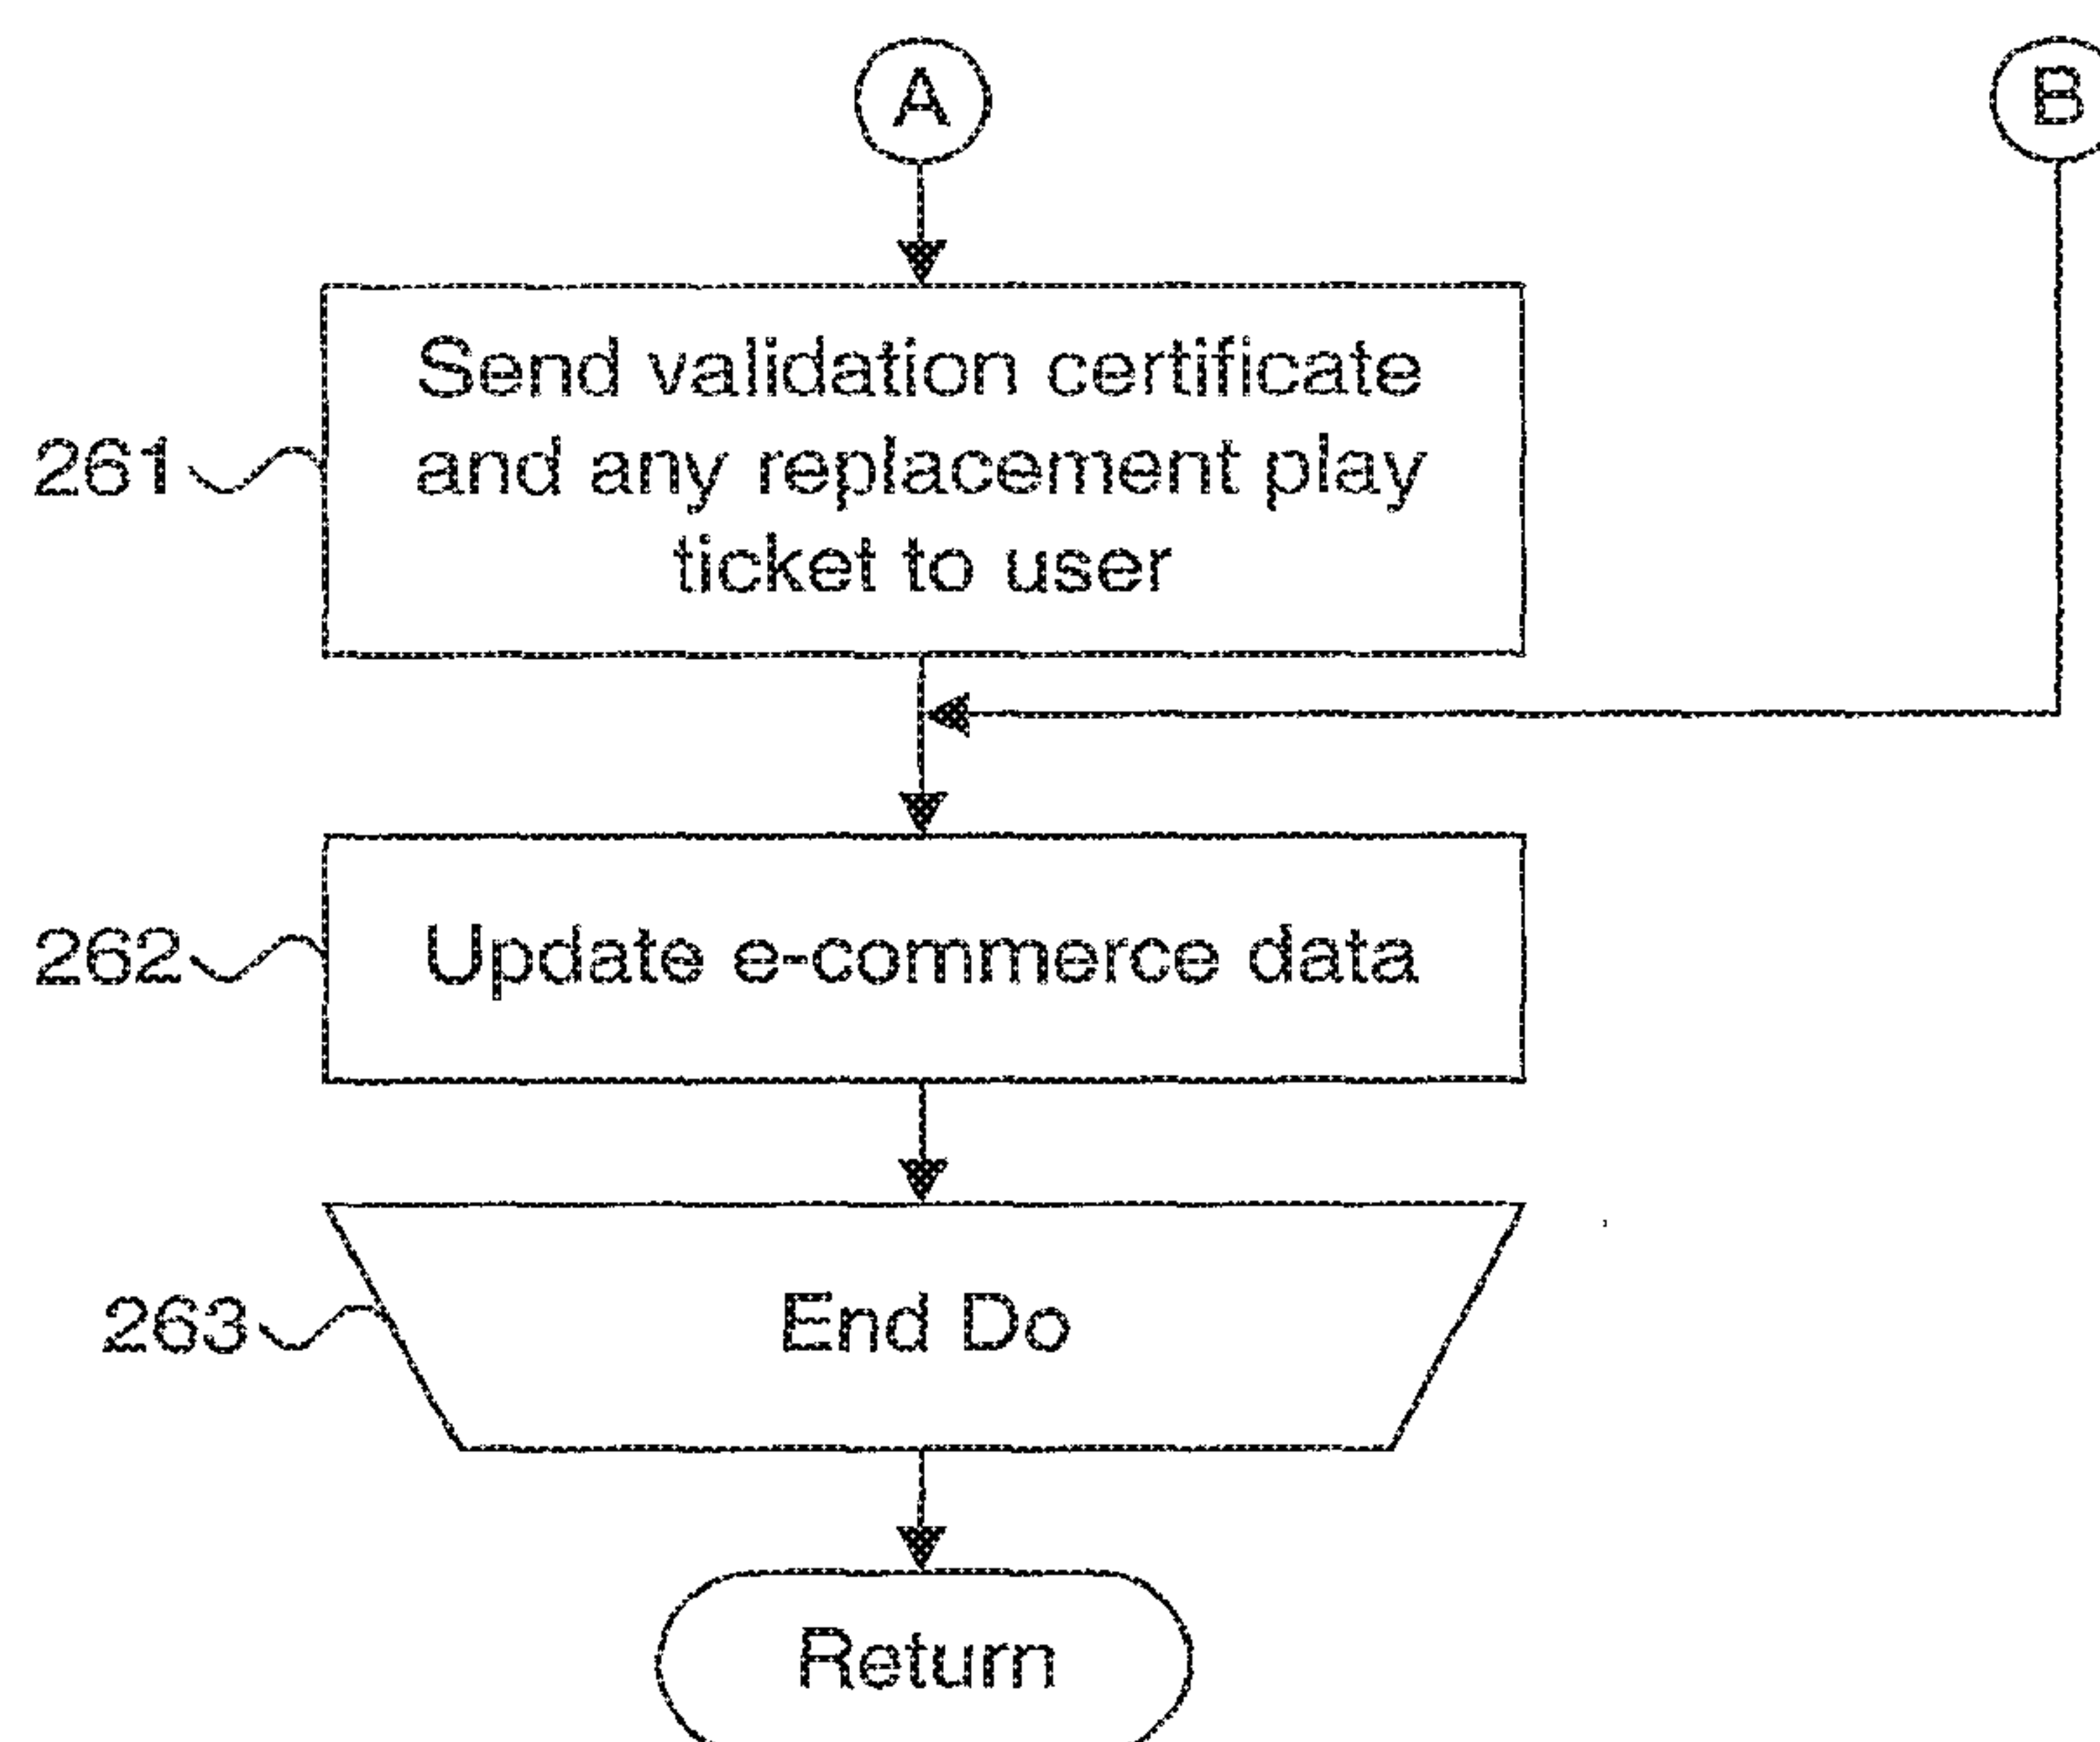 A
B
Send validation certificate
and any replacement play
ticket to user
261
Update e-commerce data
262
End Do
263
Return